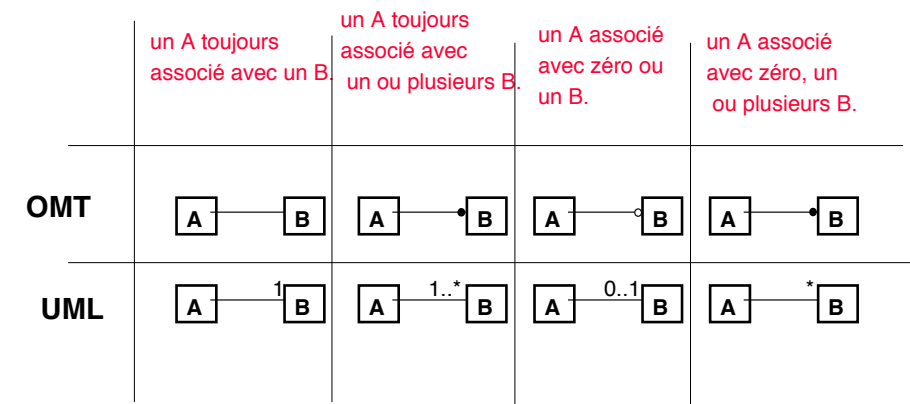 un A toujours
associé avec un B.
un A toujours
associé avec
un ou plusieurs B.
un A associé
avec zéro ou
un B.
un A associé
avec zéro, un
ou plusieurs B.
OMT
A B
A B
A B
A B
UML
A 1 B
A 1..* B
A 0..1 B
A * B